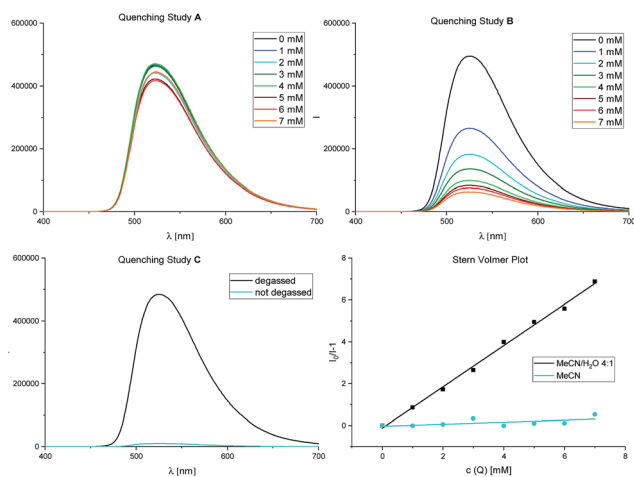 Quenching Study A
600000
400000
200000
0
400
500
600
700
λ [nm]
0 mM
1 mM
2 mM
3 mM
4 mM
5 mM
6 mM
7 mM
Quenching Study B
I
600000
400000
200000
0
400
500
600
700
λ [nm]
0 mM
1 mM
2 mM
3 mM
4 mM
5 mM
6 mM
7 mM
Quenching Study C
600000
400000
200000
0
400
500
600
700
λ [nm]
degassed
not degassed
Stern Volmer Plot
I₀/I-1
8
6
4
2
0
0
2
4
6
8
c (Q) [mM]
MeCN/H₂O 4:1
MeCN